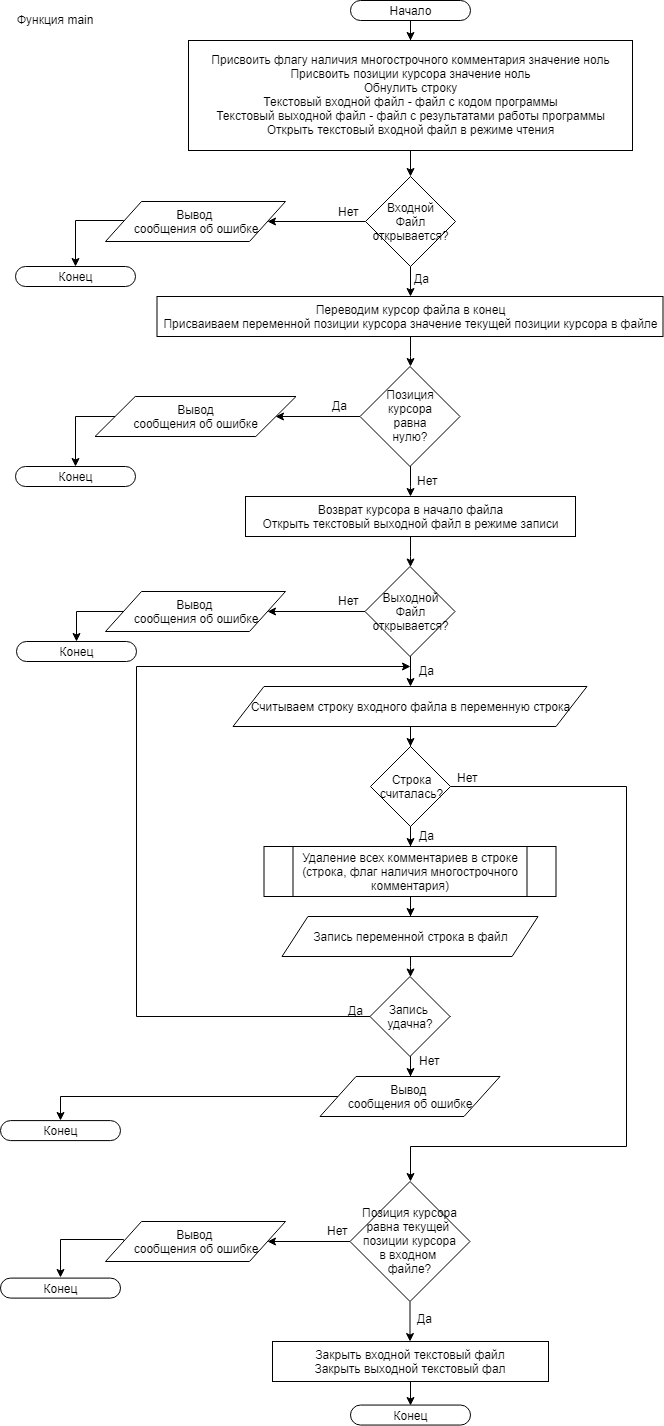 Функция main
Начало
Присвоить флагу наличия многострочного комментария значение ноль
Присвоить позиции курсора значение ноль
Обнулить строку
Текстовый входной файл - файл с кодом программы
Текстовый выходной файл - файл с результатами работы программы
Открыть текстовый входной файл в режиме чтения
Входной
Файл
открывается?
Нет
Вывод
сообщения об ошибке
Конец
Да
Переводим курсор файла в конец
Присваиваем переменной позиции курсора значение текущей позиции курсора в файле
Позиция
курсора
равна
нулю?
Да
Вывод
сообщения об ошибке
Конец
Нет
Возврат курсора в начало файла
Открыть текстовый выходной файл в режиме записи
Выходной
Файл
открывается?
Нет
Вывод
сообщения об ошибке
Конец
Да
Считываем строку входного файла в переменную строка
Строка
считалась?
Нет
Да
Удаление всех комментариев в строке
(строка, флаг наличия многострочного
комментария)
Запись переменной строка в файл
Запись
удачна?
Да
Нет
Вывод
сообщения об ошибке
Конец
Позиция курсора
равна текущей
позиции курсора
в входном
файле?
Нет
Вывод
сообщения об ошибке
Конец
Да
Закрыть входной текстовый файл
Закрыть выходной текстовый фал
Конец